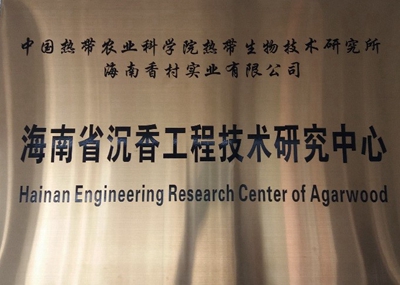 中国热带农业科学院热带生物技术研究所
海南香村实业有限公司
海南省沉香工程技术研究中心
Hainan Engineering Research Center of Agarwood